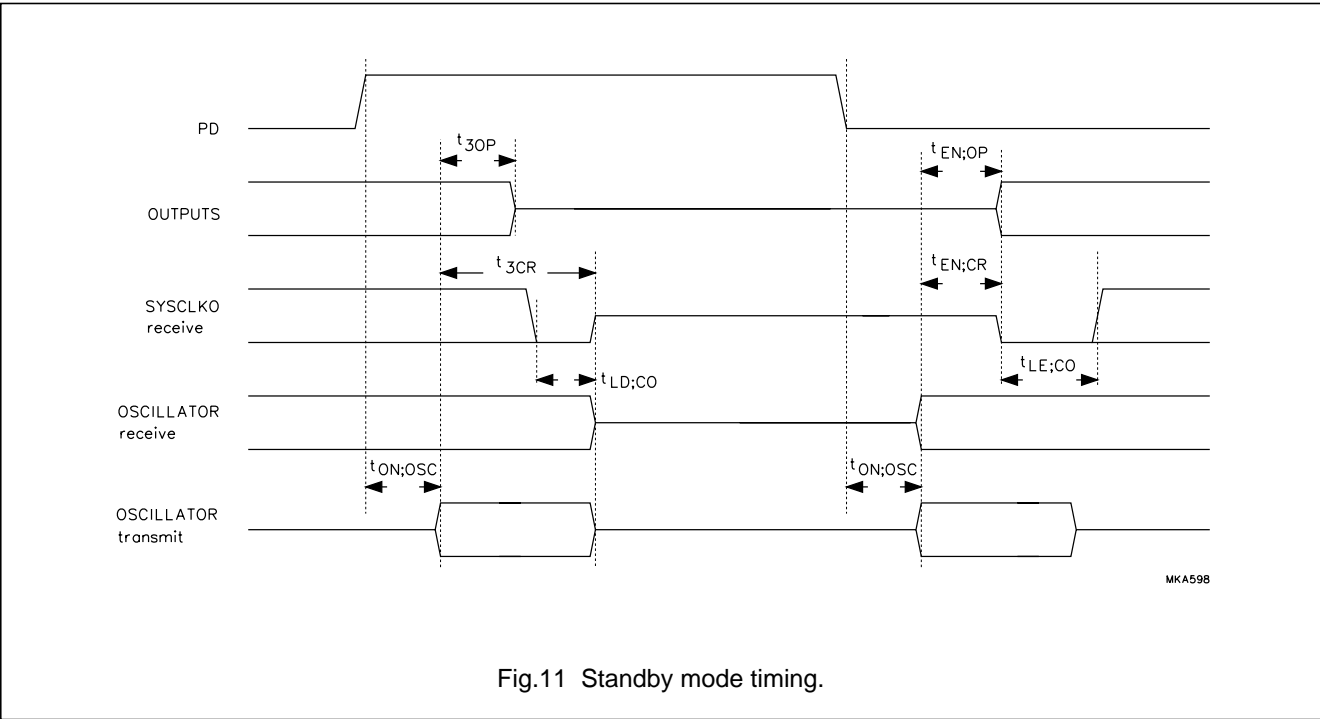 PD
t3OP
tEN;OP
OUTPUTS
t3CR
tEN;CR
SYSCLKO
receive
tLD;CO
tLE;CO
OSCILLATOR
receive
tON;OSC
tON;OSC
OSCILLATOR
transmit
MKA598
Fig.11 Standby mode timing.